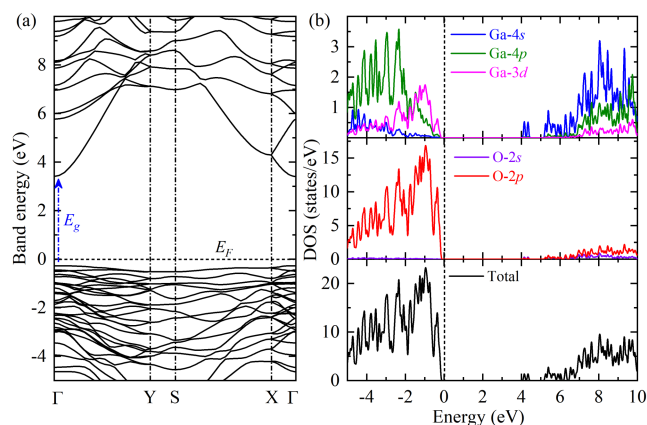 (a)
Band energy (eV)
8
6
4
2
0
-2
-4
E_g
E_F
Γ
Y
S
X
Γ
(b)
DOS (states/eV)
3
2
1
Ga-4s
Ga-4p
Ga-3d
15
10
5
0
O-2s
O-2p
20
10
0
Total
-4
-2
0
2
4
6
8
10
Energy (eV)